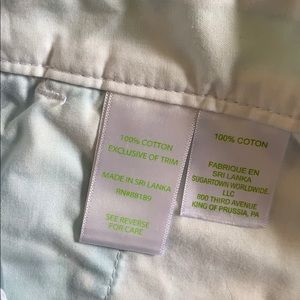 100% COTTON
EXCLUSIVE OF TRIM
MADE IN SRI LANKA
RN#88189
SEE REVERSE
FOR CARE
100% COTON
FABRIQUE EN
SRI LANKA
SUGARTOWN WORLDWIDE,
LLC
800 THIRD AVENUE
KING OF PRUSSIA, PA